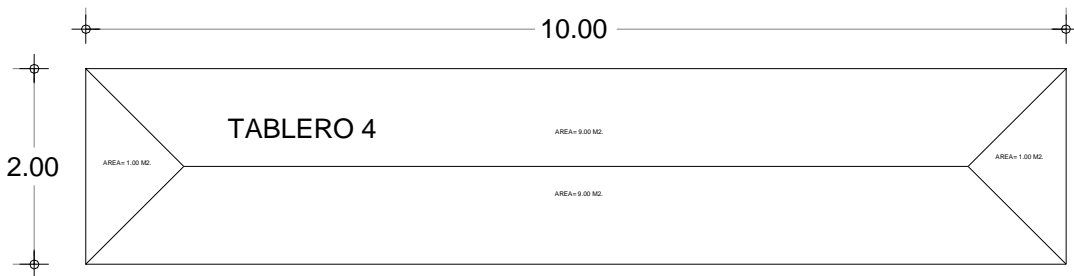 10.00
TABLERO 4
AREA= 9.00 M2.
2.00
AREA= 1.00 M2.
AREA= 1.00 M2.
AREA= 9.00 M2.